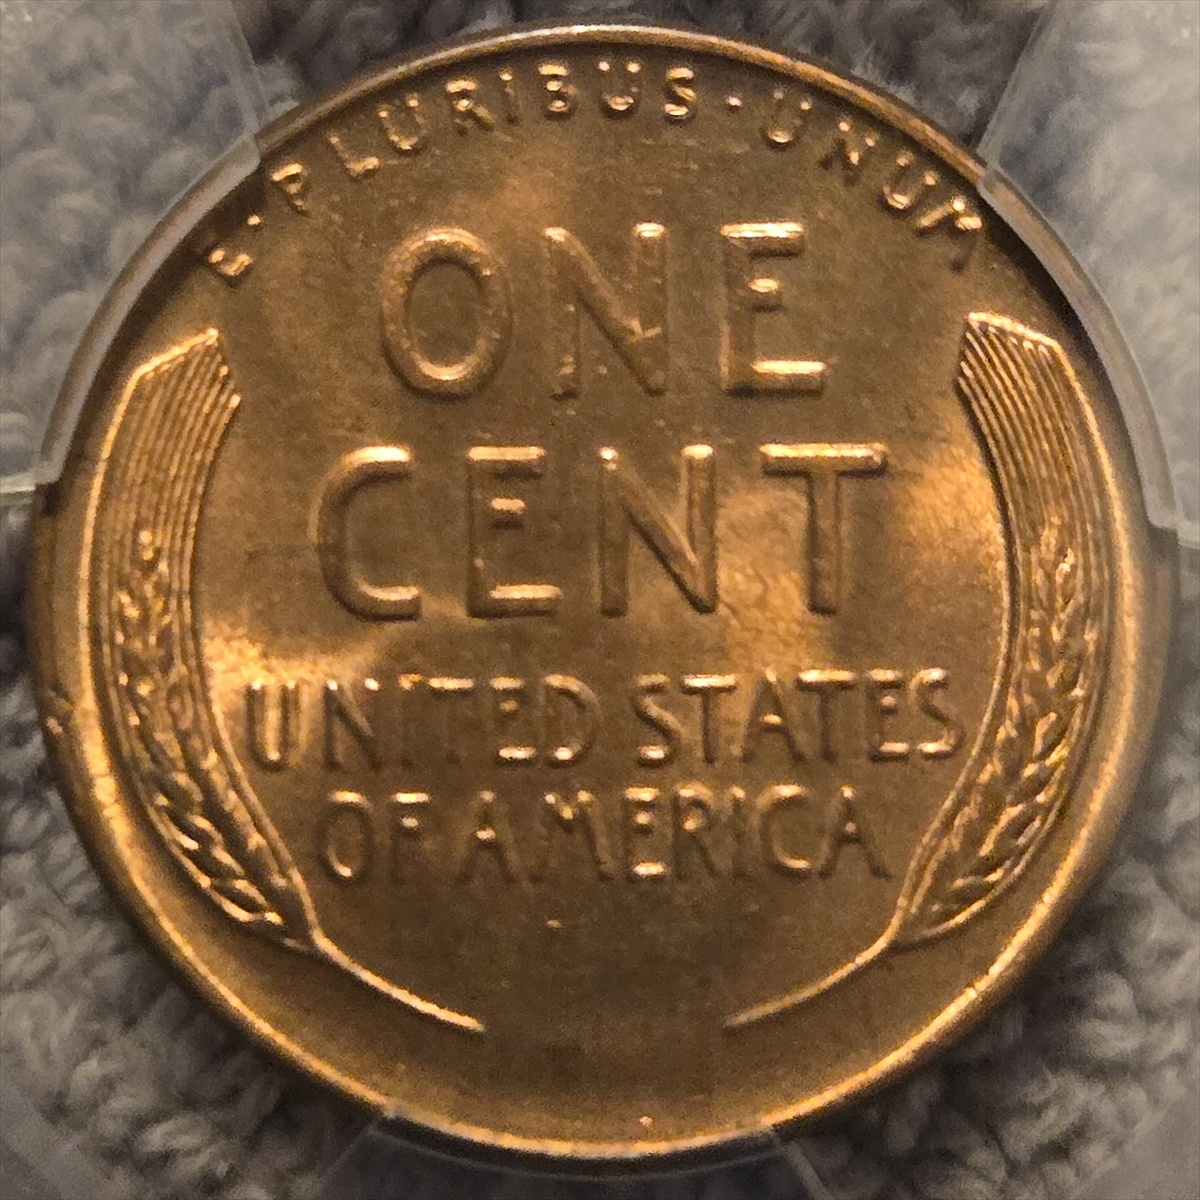 E·PLURIBUS·UNUM
ONE
CENT
UNITED STATES
OF AMERICA